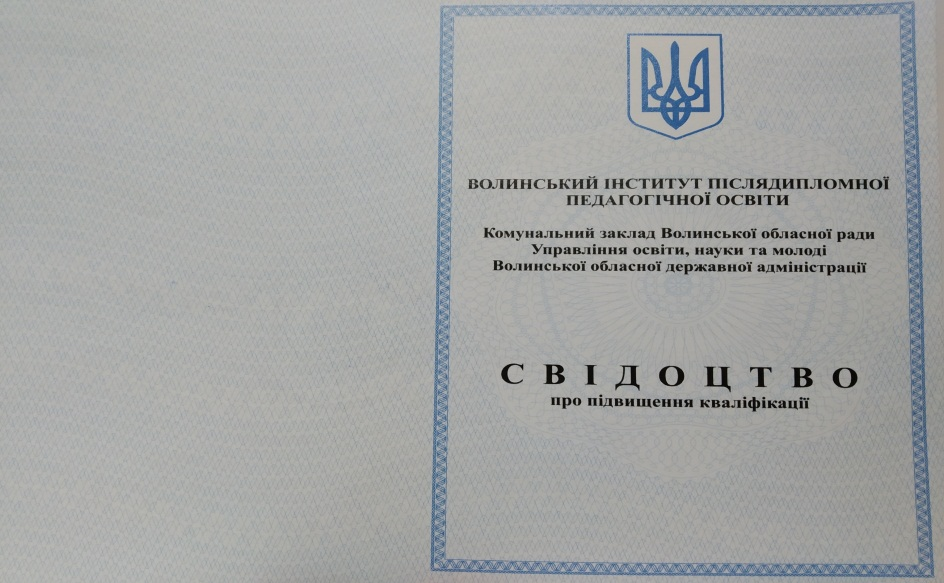 ВОЛИНСЬКИЙ ІНСТИТУТ ПІСЛЯДИПЛОМНОЇ
ПЕДАГОГІЧНОЇ ОСВІТИ
Комунальний заклад Волинської обласної ради
Управління освіти, науки та молоді
Волинської обласної державної адміністрації
СВІДОЦТВО
про підвищення кваліфікації